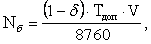 N_б = ((1 − δ) · T_доп · V) / 8760,